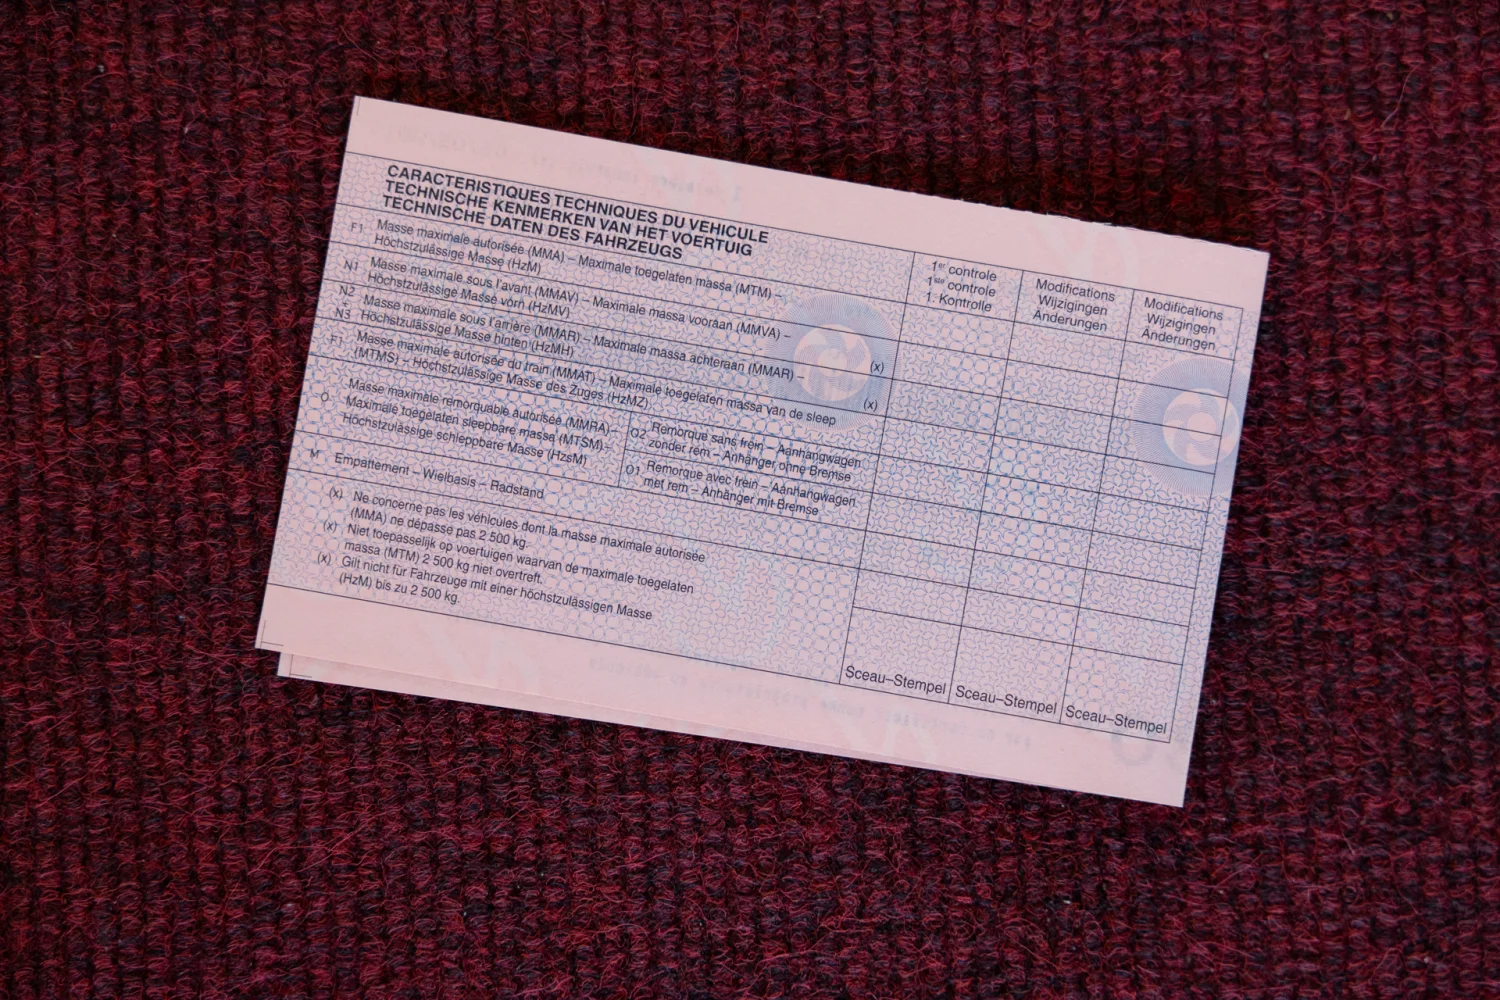 CARACTERISTIQUES TECHNIQUES DU VEHICULE
TECHNISCHE KENMERKEN VAN HET VOERTUIG
TECHNISCHE DATEN DES FAHRZEUGS
1er controle
1ste controle
1. Kontrolle
Modifications
Wijzigingen
Änderungen
Modifications
Wijzigingen
Änderungen
F1 Masse maximale autorisée (MMA) – Maximale toegelaten massa (MTM) –
Höchstzulässige Masse (HzM)
N1 Masse maximale sous l'avant (MMAV) – Maximale massa vooraan (MMVA) –
Höchstzulässige Masse vorn (HzMV) (x)
N2
+
N3
Masse maximale sous l'arrière (MMAR) – Maximale massa achteraan (MMAR) –
Höchstzulässige Masse hinten (HzMH) (x)
F1 Masse maximale autorisée du train (MMAT) – Maximale toegelaten massa van de sleep
(MTMS) – Höchstzulässige Masse des Zuges (HzMZ)
O Masse maximale remorquable autorisée (MMRA)–
Maximale toegelaten sleepbare massa (MTSM) –
Höchstzulässige schleppbare Masse (HzsM)
O2 Remorque sans frein – Aanhangwagen
zonder rem – Anhänger ohne Bremse
O1 Remorque avec frein – Aanhangwagen
met rem – Anhänger mit Bremse
M Empattement – Wielbasis – Radstand
(x) Ne concerne pas les véhicules dont la masse maximale autorisée
(MMA) ne dépasse pas 2 500 kg.
(x) Niet toepasselijk op voertuigen waarvan de maximale toegelaten
massa (MTM) 2 500 kg niet overtreft.
(x) Gilt nicht für Fahrzeuge mit einer höchstzulässigen Masse
(HzM) bis zu 2 500 kg.
Sceau–Stempel
Sceau–Stempel
Sceau–Stempel